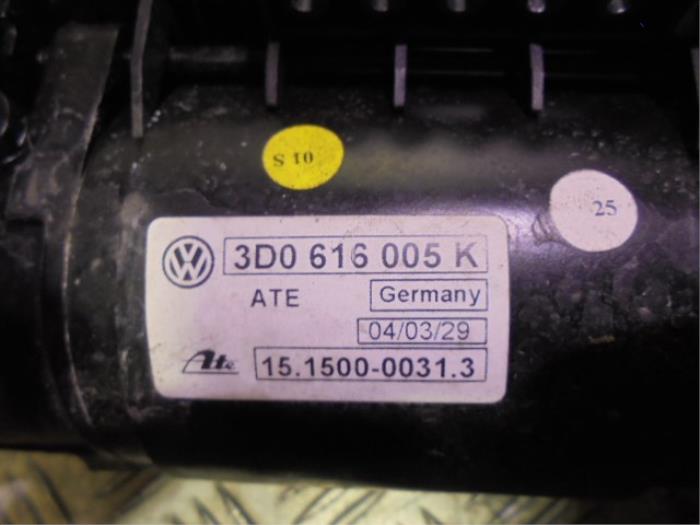 S 10
25
3D0 616 005 K
ATE
Germany
04/03/29
Ate
15.1500-0031.3